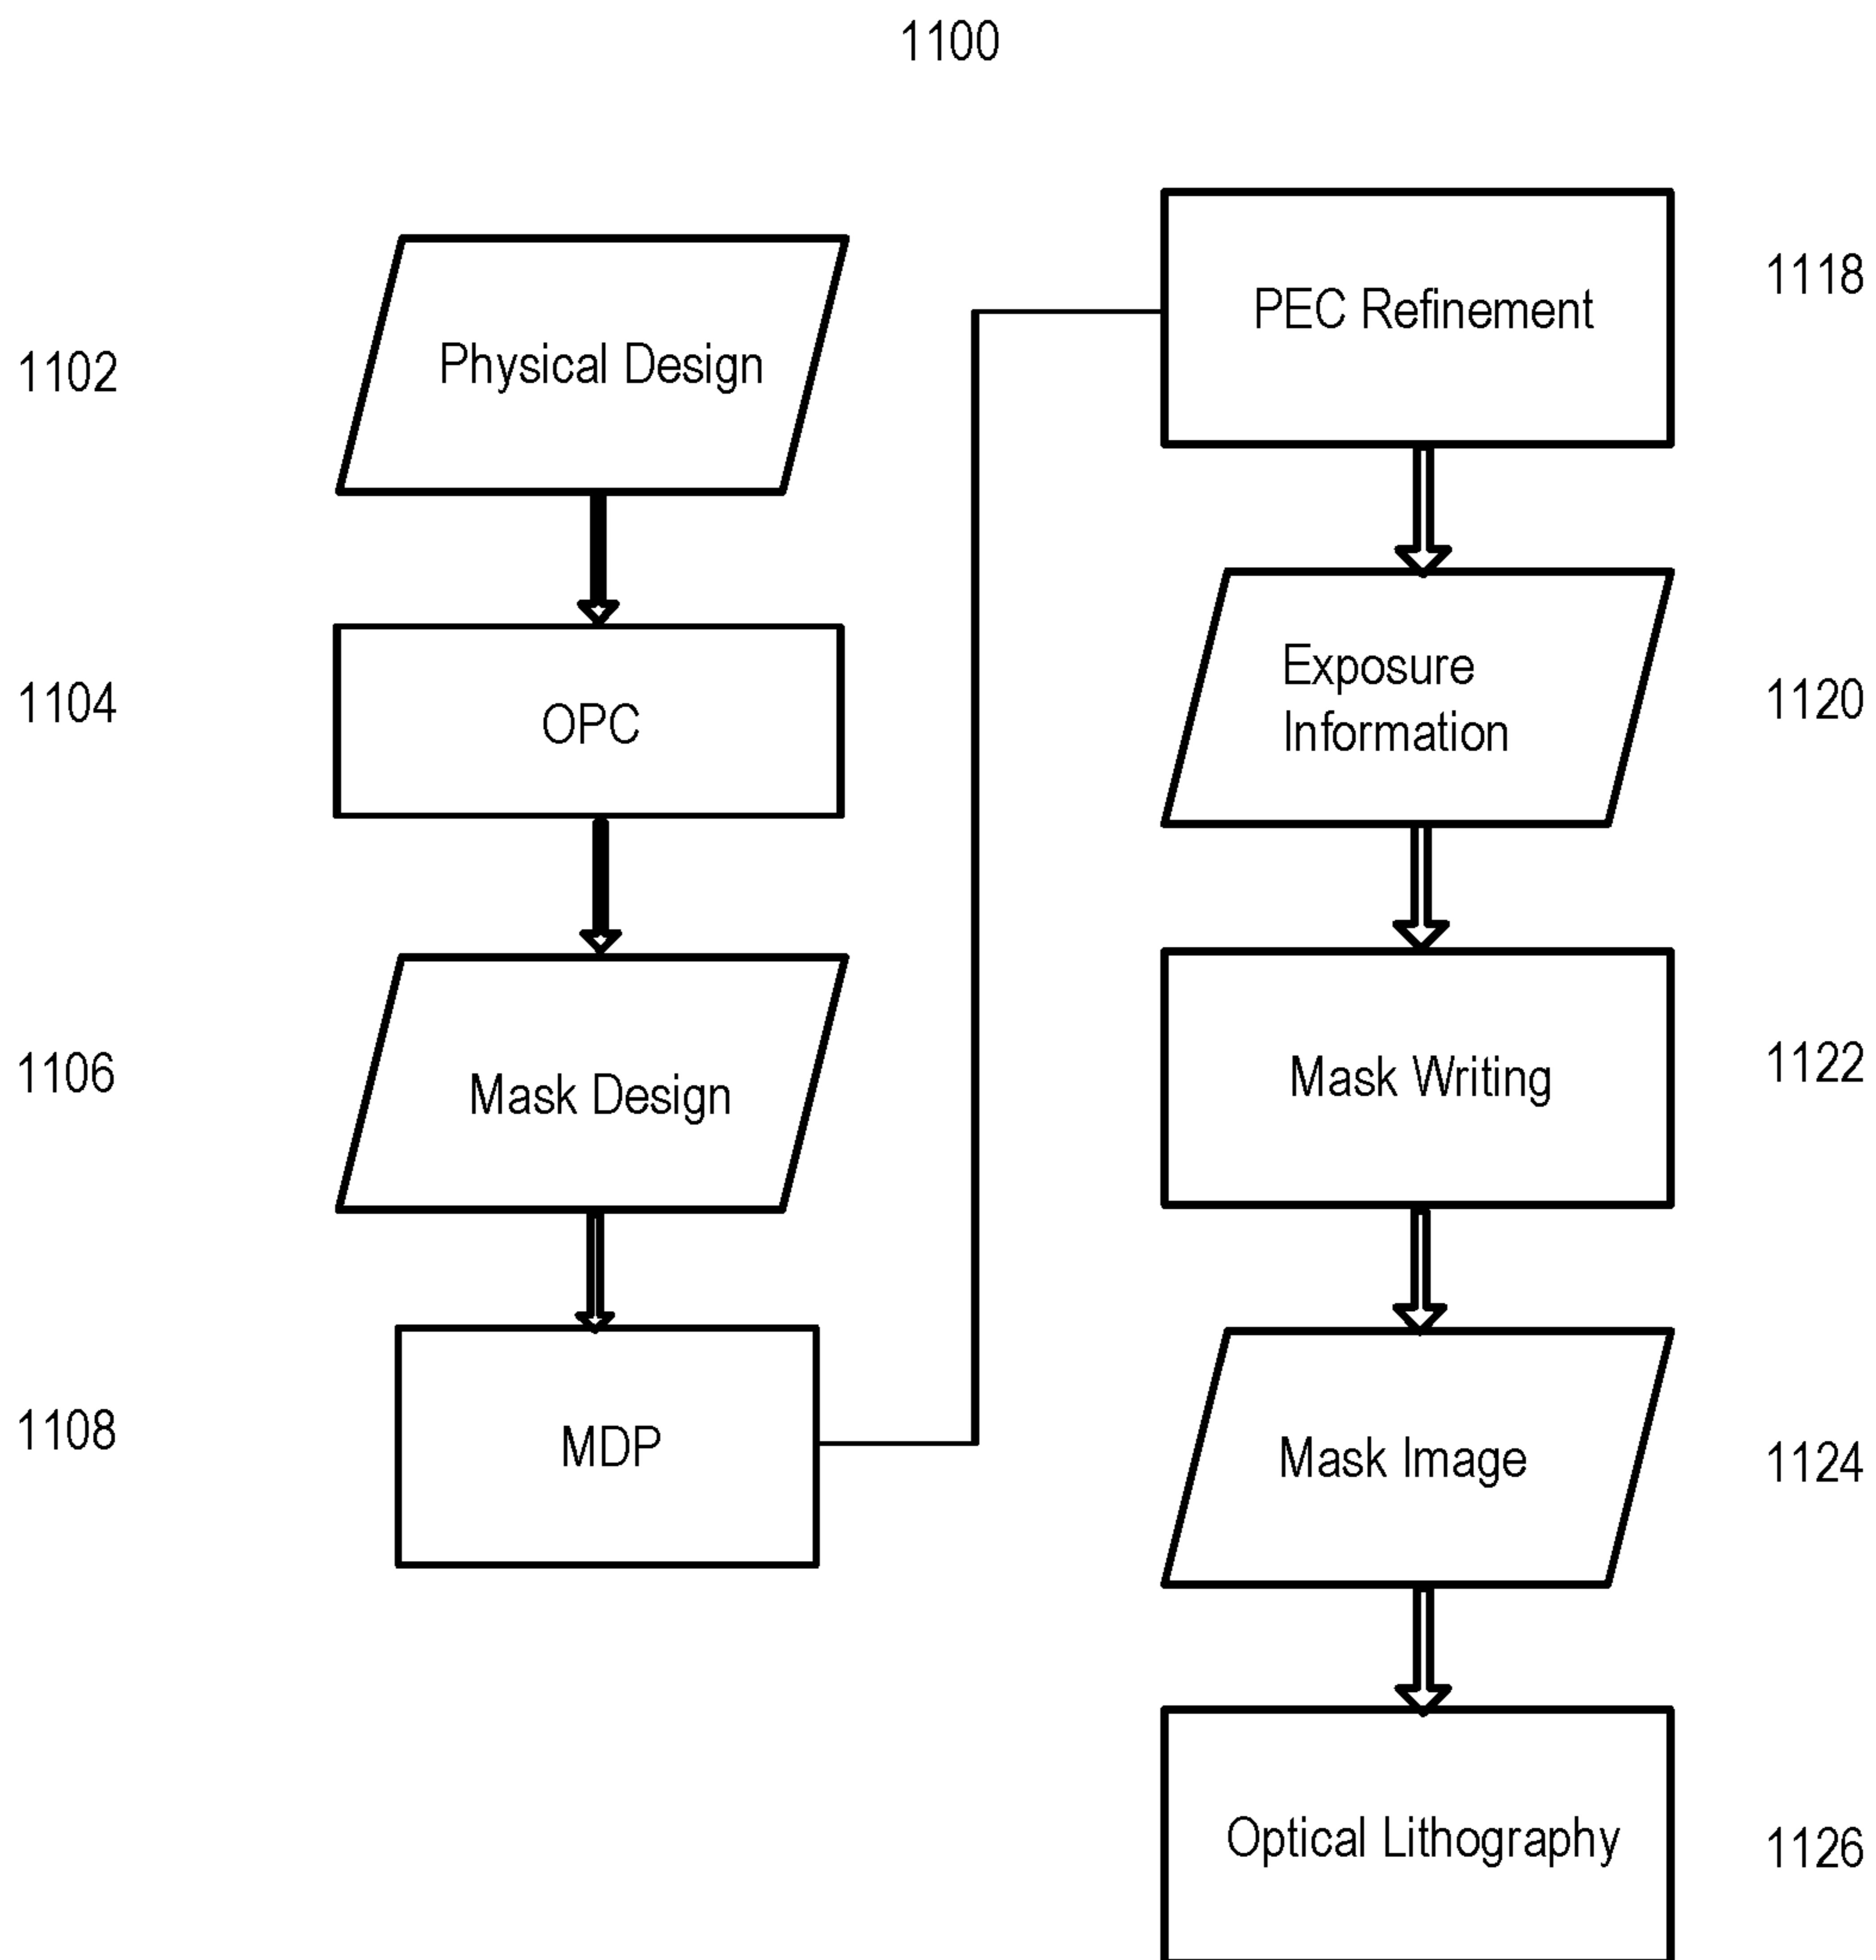 1100
1102
Physical Design
1104
OPC
1106
Mask Design
1108
MDP
PEC Refinement
1118
Exposure
Information
1120
Mask Writing
1122
Mask Image
1124
Optical Lithography
1126